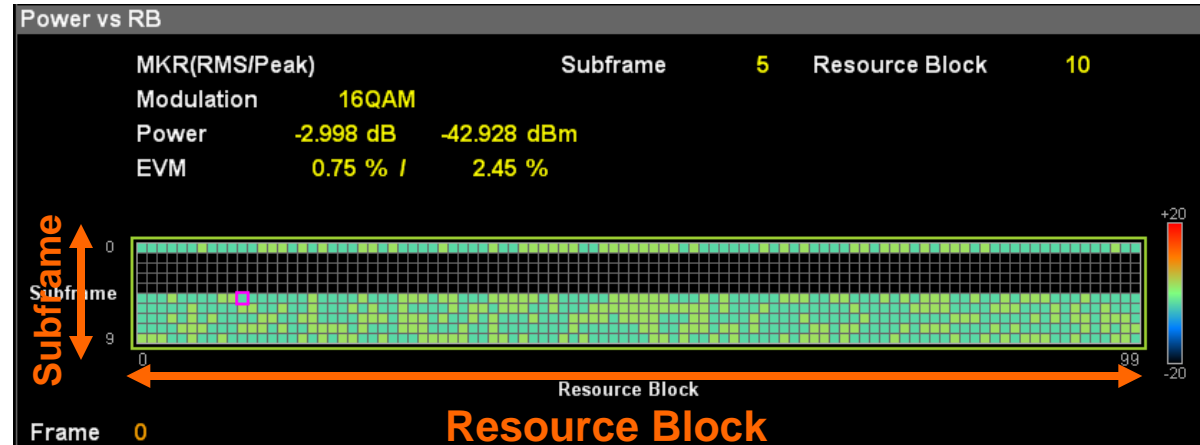 Power vs RB
MKR(RMS/Peak) Subframe 5 Resource Block 10
Modulation 16QAM
Power -2.998 dB -42.928 dBm
EVM 0.75 % / 2.45 %
+20
0
Subframe
Subframe
9
0 99
-20
Resource Block
Resource Block
Frame 0